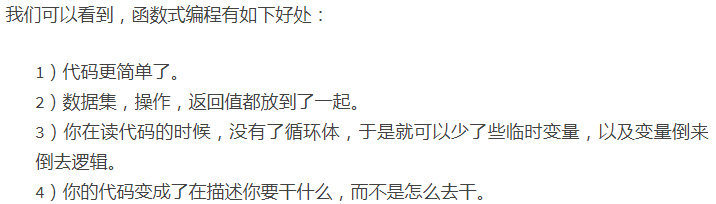 我们可以看到，函数式编程有如下好处：
1）代码更简单了。
2）数据集，操作，返回值都放到了一起。
3）你在读代码的时候，没有了循环体，于是就可以少了些临时变量，以及变量倒来
倒去逻辑。
4）你的代码变成了在描述你要干什么，而不是怎么去干。